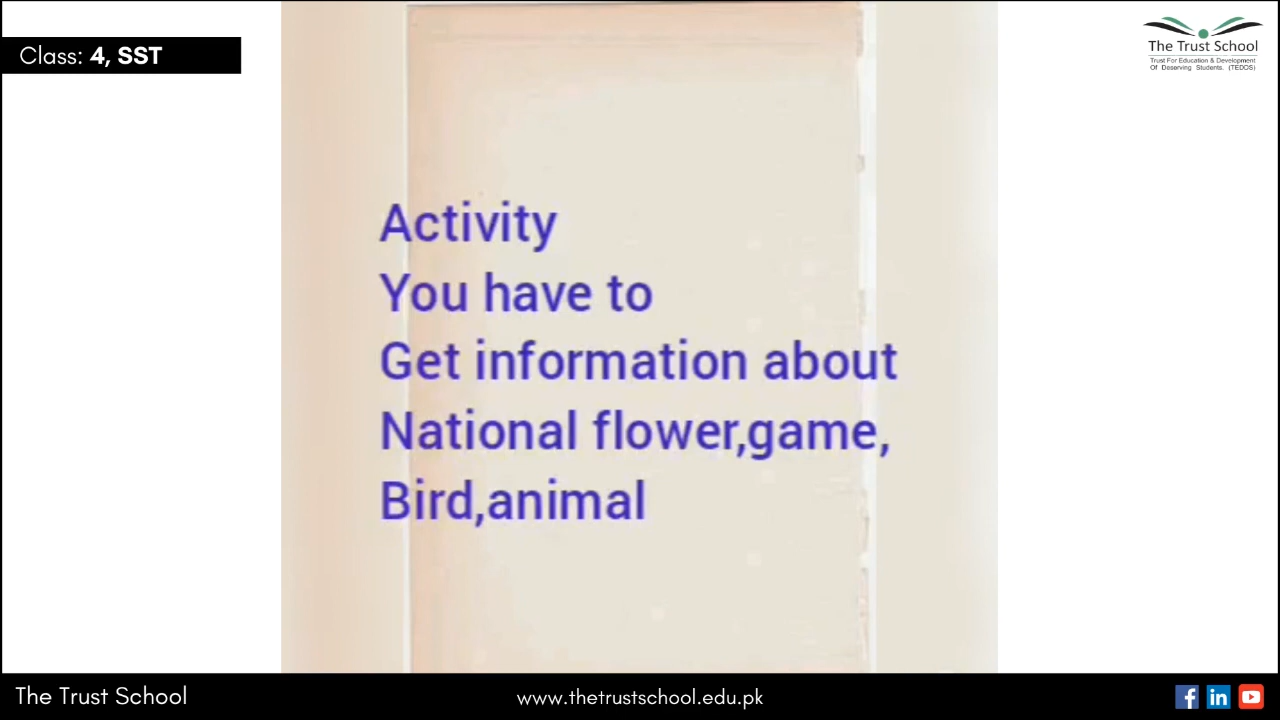 Class: 4, SST
The Trust School
Trust For Education & Development
Of Deserving Students. (TEDDS)
Activity
You have to
Get information about
National flower,game,
Bird,animal
The Trust School
www.thetrustschool.edu.pk